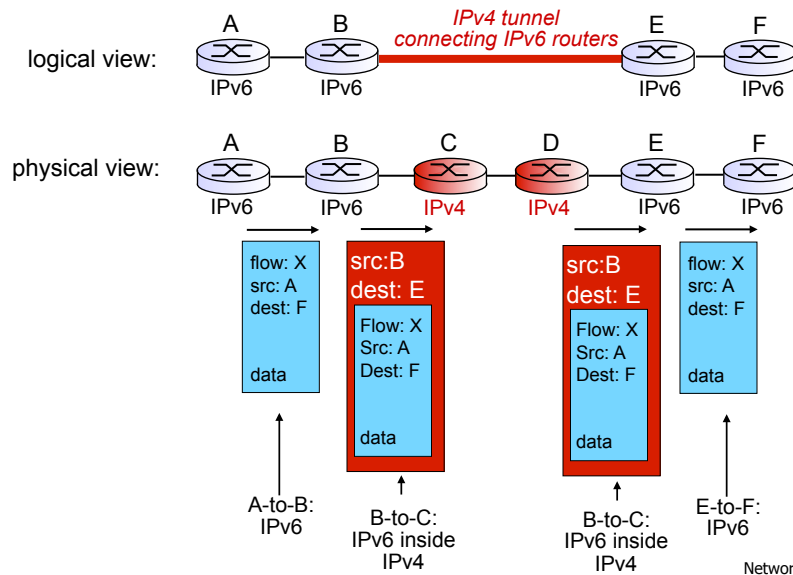 A
B
IPv4 tunnel
connecting IPv6 routers
E
F
logical view:
IPv6
IPv6
IPv6
IPv6
A
B
C
D
E
F
physical view:
IPv6
IPv6
IPv4
IPv4
IPv6
IPv6
flow: X
src: A
dest: F
data
src:B
dest: E
Flow: X
Src: A
Dest: F
data
src:B
dest: E
Flow: X
Src: A
Dest: F
data
flow: X
src: A
dest: F
data
A-to-B:
IPv6
B-to-C:
IPv6 inside
IPv4
B-to-C:
IPv6 inside
IPv4
E-to-F:
IPv6
Networ